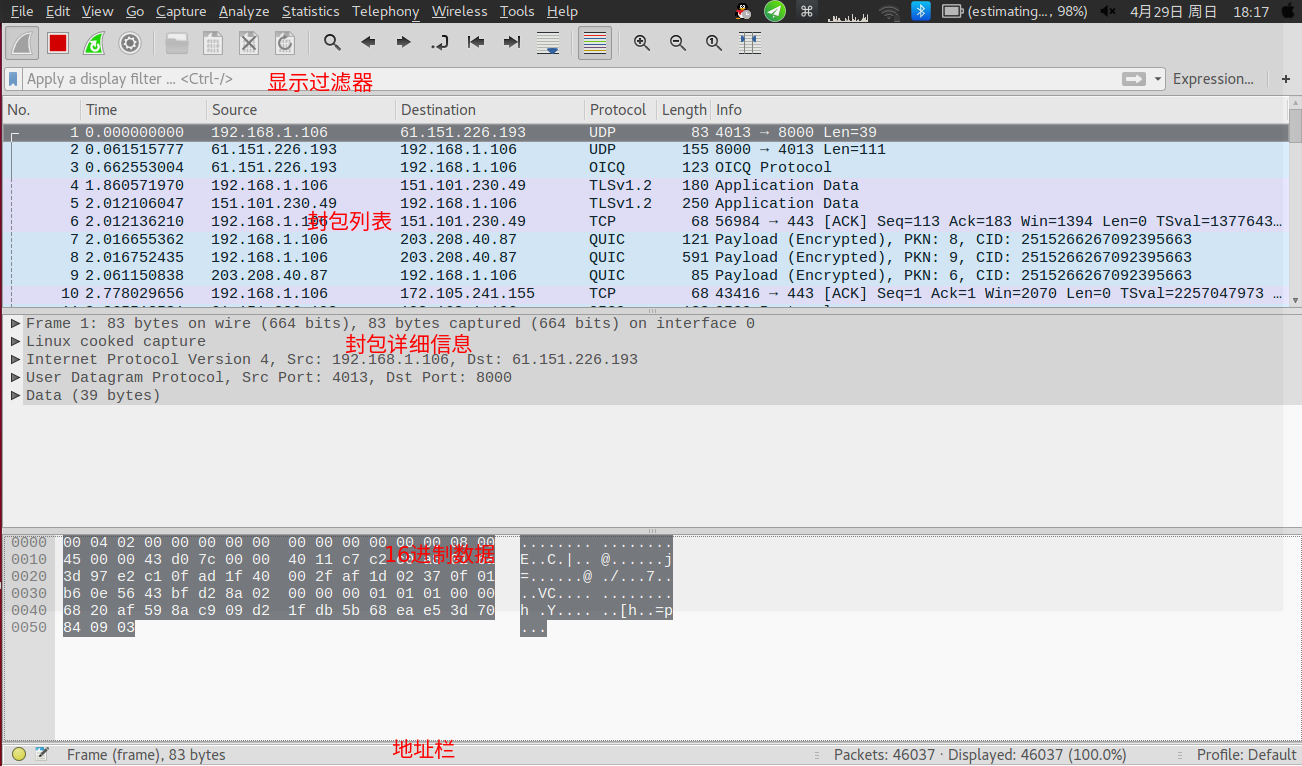 File Edit View Go Capture Analyze Statistics Telephony Wireless Tools Help (estimating..., 98%) 4月29日 周日 18:17
Apply a display filter ... <Ctrl-/> 显示过滤器 Expression... +
No. Time Source Destination Protocol Length Info
1 0.000000000 192.168.1.106 61.151.226.193 UDP 83 4013 → 8000 Len=39
2 0.061515777 61.151.226.193 192.168.1.106 UDP 155 8000 → 4013 Len=111
3 0.662553004 61.151.226.193 192.168.1.106 OICQ 123 OICQ Protocol
4 1.860571970 192.168.1.106 151.101.230.49 TLSv1.2 180 Application Data
5 2.012106047 151.101.230.49 192.168.1.106 TLSv1.2 250 Application Data
6 2.012136210 192.168.1.106 151.101.230.49 TCP 68 56984 → 443 [ACK] Seq=113 Ack=183 Win=1394 Len=0 TSval=1377643...
封包列表
7 2.016655362 192.168.1.106 203.208.40.87 QUIC 121 Payload (Encrypted), PKN: 8, CID: 2515266267092395663
8 2.016752435 192.168.1.106 203.208.40.87 QUIC 591 Payload (Encrypted), PKN: 9, CID: 2515266267092395663
9 2.061150838 203.208.40.87 192.168.1.106 QUIC 85 Payload (Encrypted), PKN: 6, CID: 2515266267092395663
10 2.778029656 192.168.1.106 172.105.241.155 TCP 68 43416 → 443 [ACK] Seq=1 Ack=1 Win=2070 Len=0 TSval=2257047973 ...
Frame 1: 83 bytes on wire (664 bits), 83 bytes captured (664 bits) on interface 0
Linux cooked capture
封包详细信息
Internet Protocol Version 4, Src: 192.168.1.106, Dst: 61.151.226.193
User Datagram Protocol, Src Port: 4013, Dst Port: 8000
Data (39 bytes)
0000 00 04 02 00 00 00 00 00 00 00 00 00 00 00 08 00 ........ ........
0010 45 00 00 43 d0 7c 00 00 40 11 c7 E..C.|.. @......j
16进制数据
0020 3d 97 e2 c1 0f ad 1f 40 00 2f af 1d 02 37 0f 01 =......@ ./...7..
0030 b6 0e 56 43 bf d2 8a 02 00 00 00 01 01 01 00 00 ..VC.... ........
0040 68 20 af 59 8a c9 09 d2 1f db 5b 68 ea e5 3d 70 h .Y.... ..[h..=p
0050 84 09 03 ...
地址栏
Frame (frame), 83 bytes Packets: 46037 · Displayed: 46037 (100.0%) Profile: Default